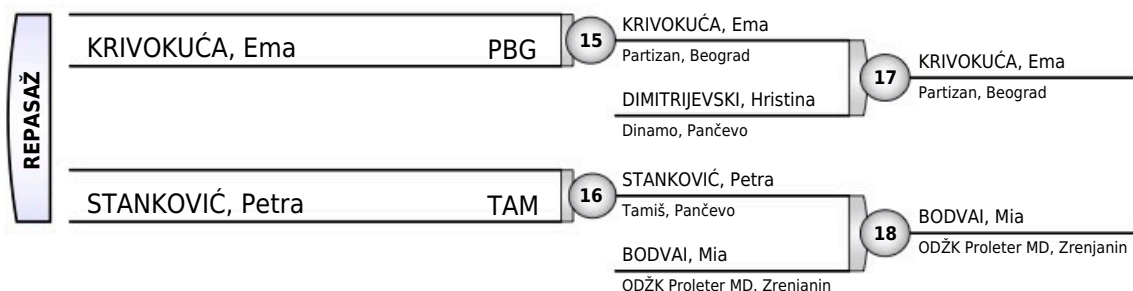 REPASAŽ
KRIVOKUĆA, Ema PBG
15
KRIVOKUĆA, Ema
Partizan, Beograd
DIMITRIJEVSKI, Hristina
Dinamo, Pančevo
17
KRIVOKUĆA, Ema
Partizan, Beograd
STANKOVIĆ, Petra TAM
16
STANKOVIĆ, Petra
Tamiš, Pančevo
BODVAI, Mia
ODŽK Proleter MD, Zrenjanin
18
BODVAI, Mia
ODŽK Proleter MD, Zrenjanin